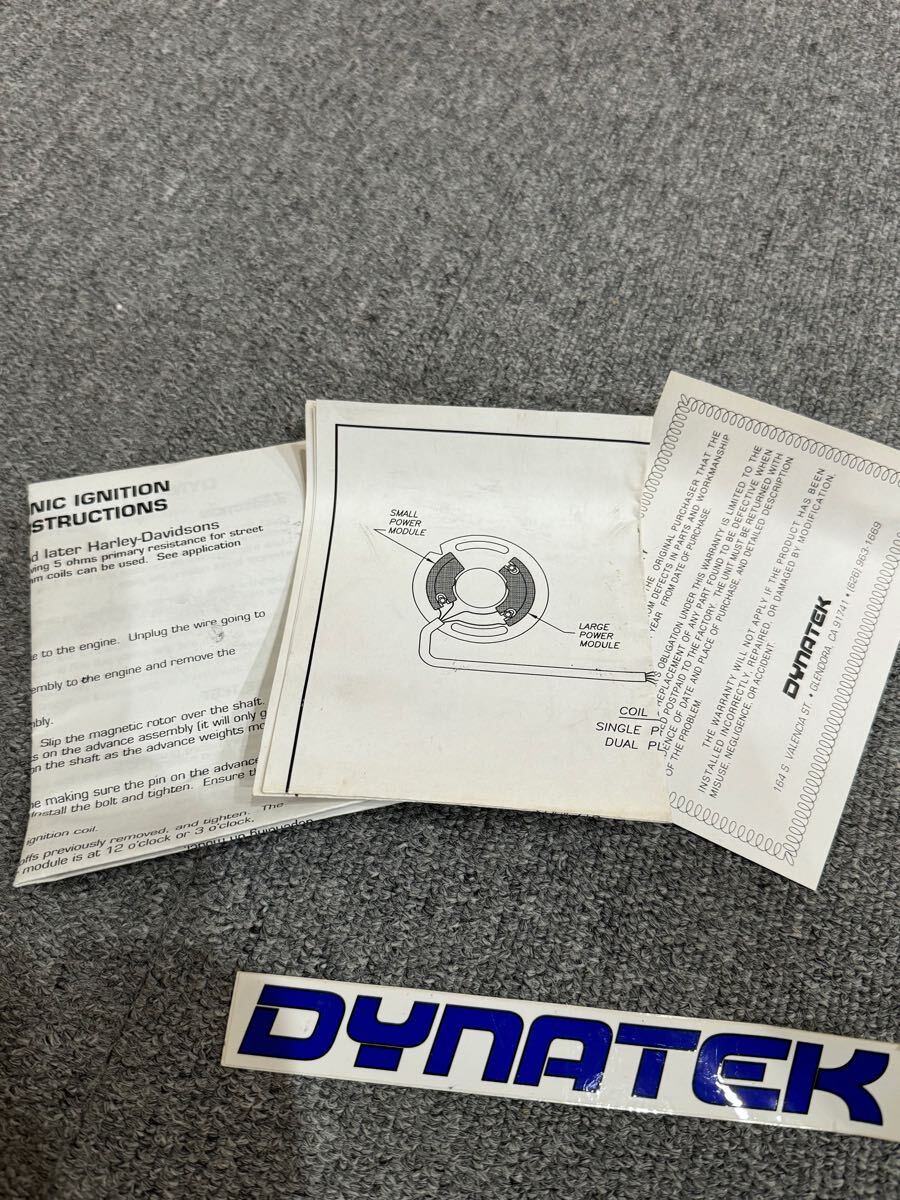 NIC IGNITION
STRUCTIONS
d later Harley-Davidsons
ving 5 ohms primary resistance for street
coils can be used. See application
to the engine. Unplug the wire going to
embly to the engine and remove the
bly.
Slip the magnetic rotor over the shaft.
s on the advance assembly (it will only g
n the shaft as the advance weights mo
e making sure the pin on the advance
Install the bolt and tighten. Ensure th
ignition coil.
offs previously removed, and tighten. The
module is at 12 o'clock or 3 o'clock.
SMALL
POWER
MODULE
LARGE
POWER
MODULE
COIL
SINGLE P
DUAL PL
THE ORIGINAL PURCHASER THAT THE
OM DEFECTS IN PARTS AND WORKMANSHIP
YEAR FROM DATE OF PURCHASE.
S OBLIGATION UNDER THIS WARRANTY IS LIMITED TO THE
REPLACEMENT OF ANY PART FOUND TO BE DEFECTIVE WHEN
ED POSTPAID TO THE FACTORY. THE UNIT MUST BE RETURNED WITH
ENCE OF DATE AND PLACE OF PURCHASE, AND DETAILED DESCRIPTION
OF THE PROBLEM.
THE WARRANTY WILL NOT APPLY IF THE PRODUCT HAS BEEN
INSTALLED INCORRECTLY, REPAIRED, OR DAMAGED BY MODIFICATION,
MISUSE, NEGLIGENCE, OR ACCIDENT.
DYNATEK
164 S. VALENCIA ST. • GLENDORA, CA 91741 • (626) 963-1669
DYNATEK